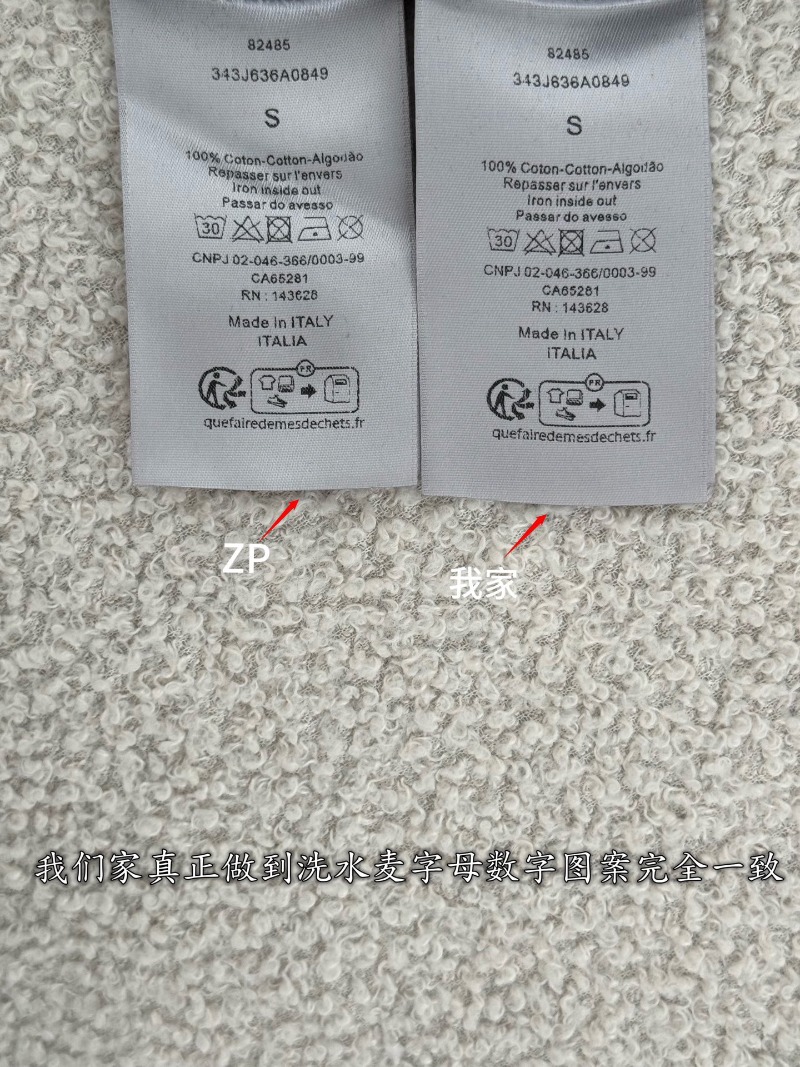 82485
343J636A0849
S
100% Coton-Cotton-Algodão
Repasser sur l'envers
Iron inside out
Passar do avesso
30
CNPJ 02-046-366/0003-99
CA65281
RN : 143628
Made in ITALY
ITALIA
FR
quefairedemesdechets.fr
82485
343J636A0849
S
100% Coton-Cotton-Algodão
Repasser sur l'envers
Iron inside out
Passar do avesso
30
CNPJ 02-046-366/0003-99
CA65281
RN : 143628
Made in ITALY
ITALIA
FR
quefairedemesdechets.fr
ZP
我家
我们家真正做到洗水麦字母数字图案完全一致